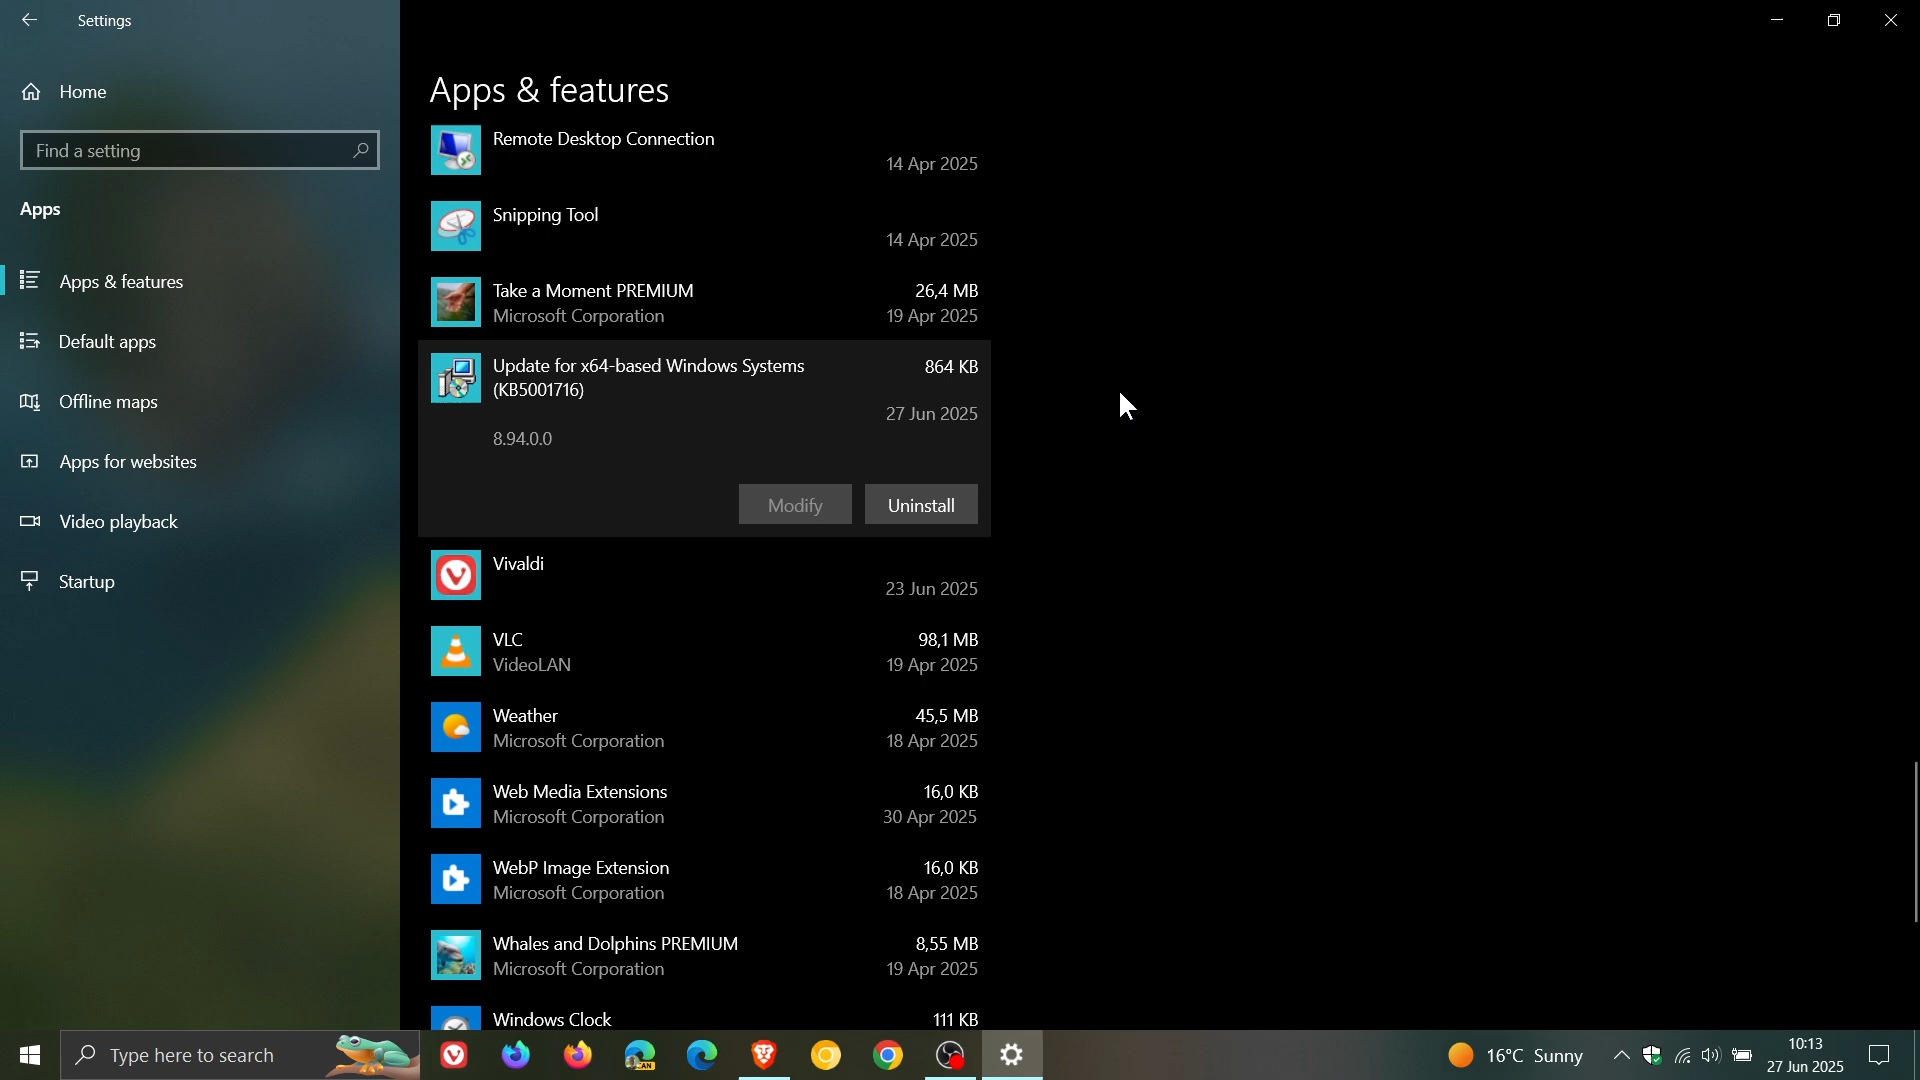 Settings
Home
Find a setting
Apps
Apps & features
Default apps
Offline maps
Apps for websites
Video playback
Startup
Apps & features
Remote Desktop Connection
14 Apr 2025
Snipping Tool
14 Apr 2025
Take a Moment PREMIUM 26,4 MB
Microsoft Corporation 19 Apr 2025
Update for x64-based Windows Systems 864 KB
(KB5001716)
27 Jun 2025
8.94.0.0
Modify Uninstall
Vivaldi
23 Jun 2025
VLC 98,1 MB
VideoLAN 19 Apr 2025
Weather 45,5 MB
Microsoft Corporation 18 Apr 2025
Web Media Extensions 16,0 KB
Microsoft Corporation 30 Apr 2025
WebP Image Extension 16,0 KB
Microsoft Corporation 18 Apr 2025
Whales and Dolphins PREMIUM 8,55 MB
Microsoft Corporation 19 Apr 2025
Windows Clock 111 KB
Type here to search
CAN
16°C Sunny
10:13
27 Jun 2025